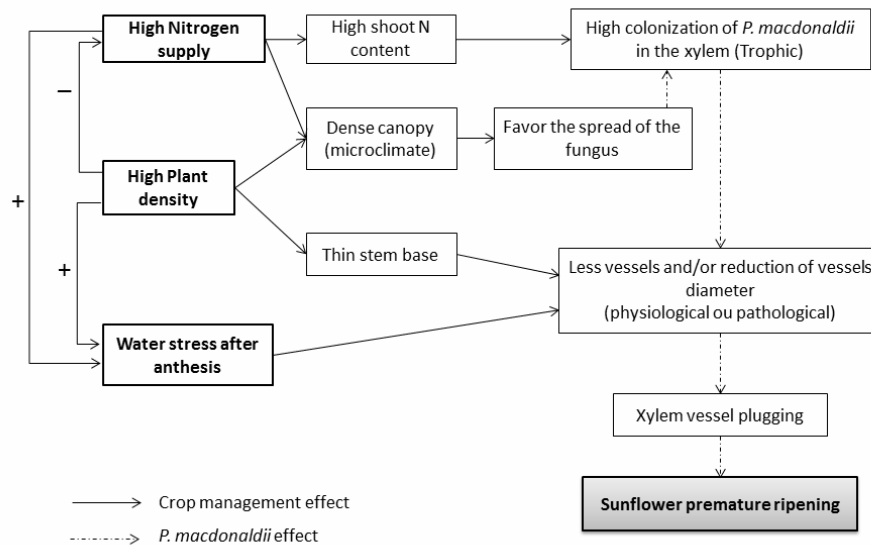 High Nitrogen
supply
High shoot N
content
High colonization of P. macdonaldii
in the xylem (Trophic)
−
Dense canopy
(microclimate)
Favor the spread of the
fungus
High Plant
density
+
+
Thin stem base
Less vessels and/or reduction of vessels
diameter
(physiological ou pathological)
Water stress after
anthesis
Xylem vessel plugging
Sunflower premature ripening
Crop management effect
P. macdonaldii effect